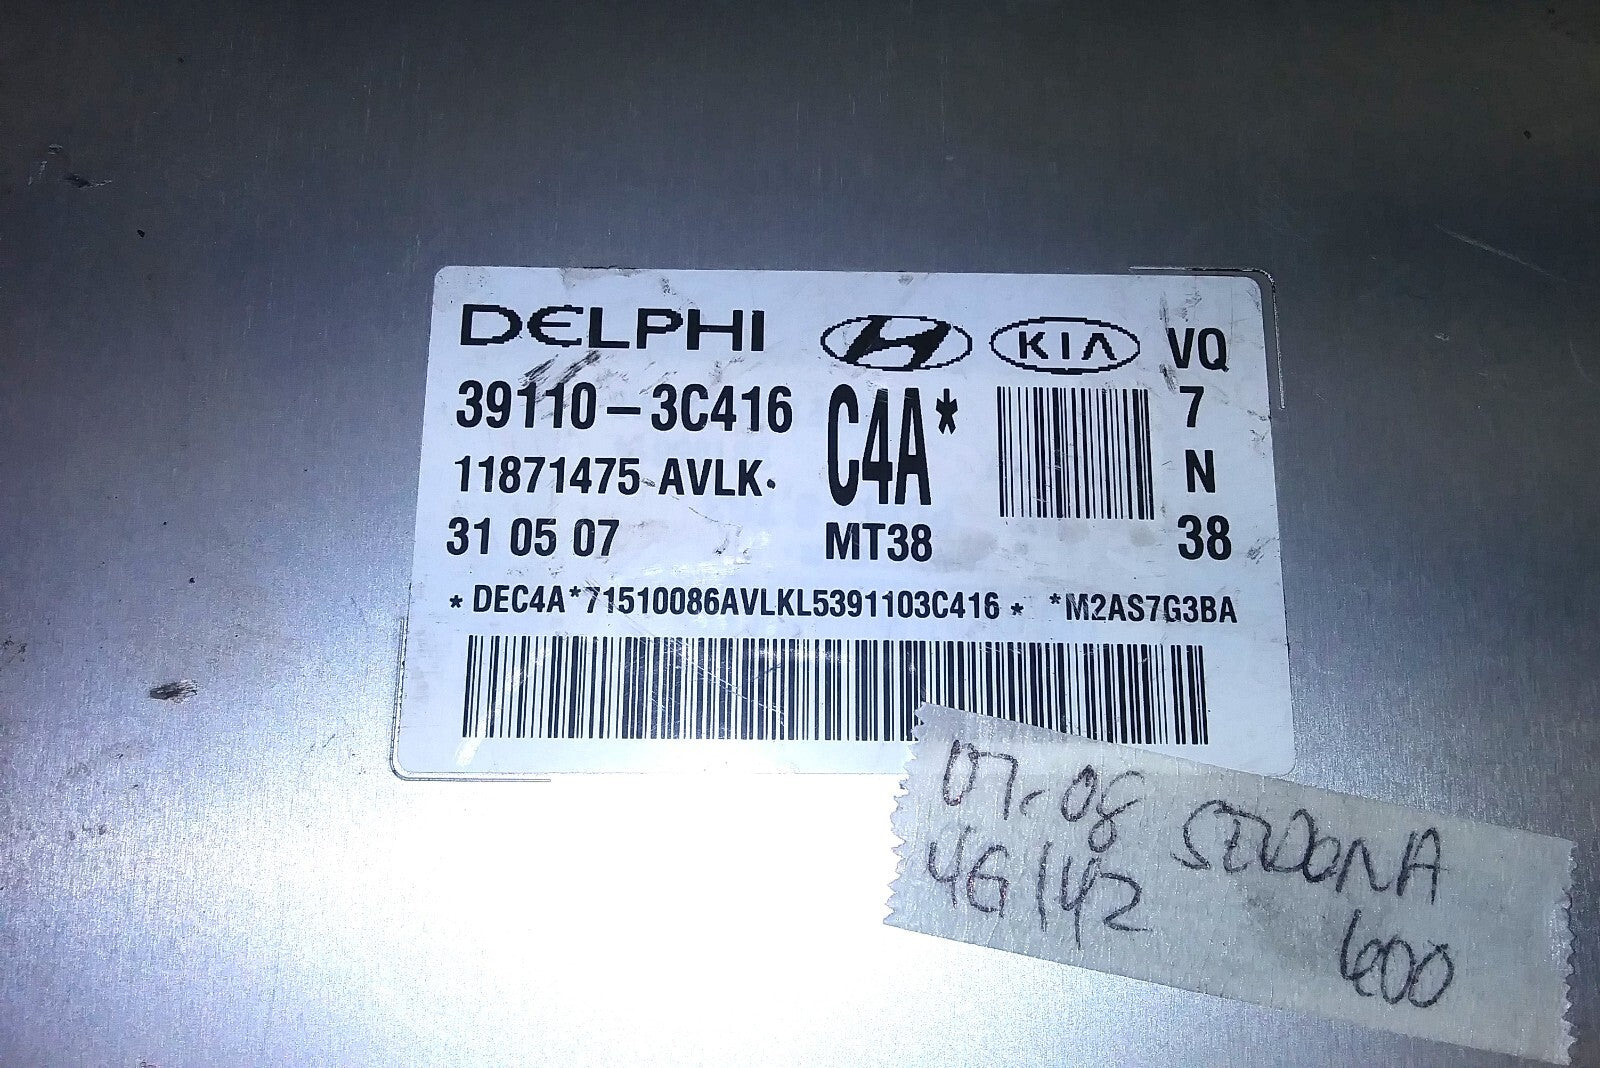 DELPHI KIA VQ
39110-3C416 C4A* 7
11871475 AVLK. N
31 05 07 MT38 38
* DEC4A*71510086AVLKL5391103C416 * *M2AS7G3BA
07-08 SEDONA
4G142 600